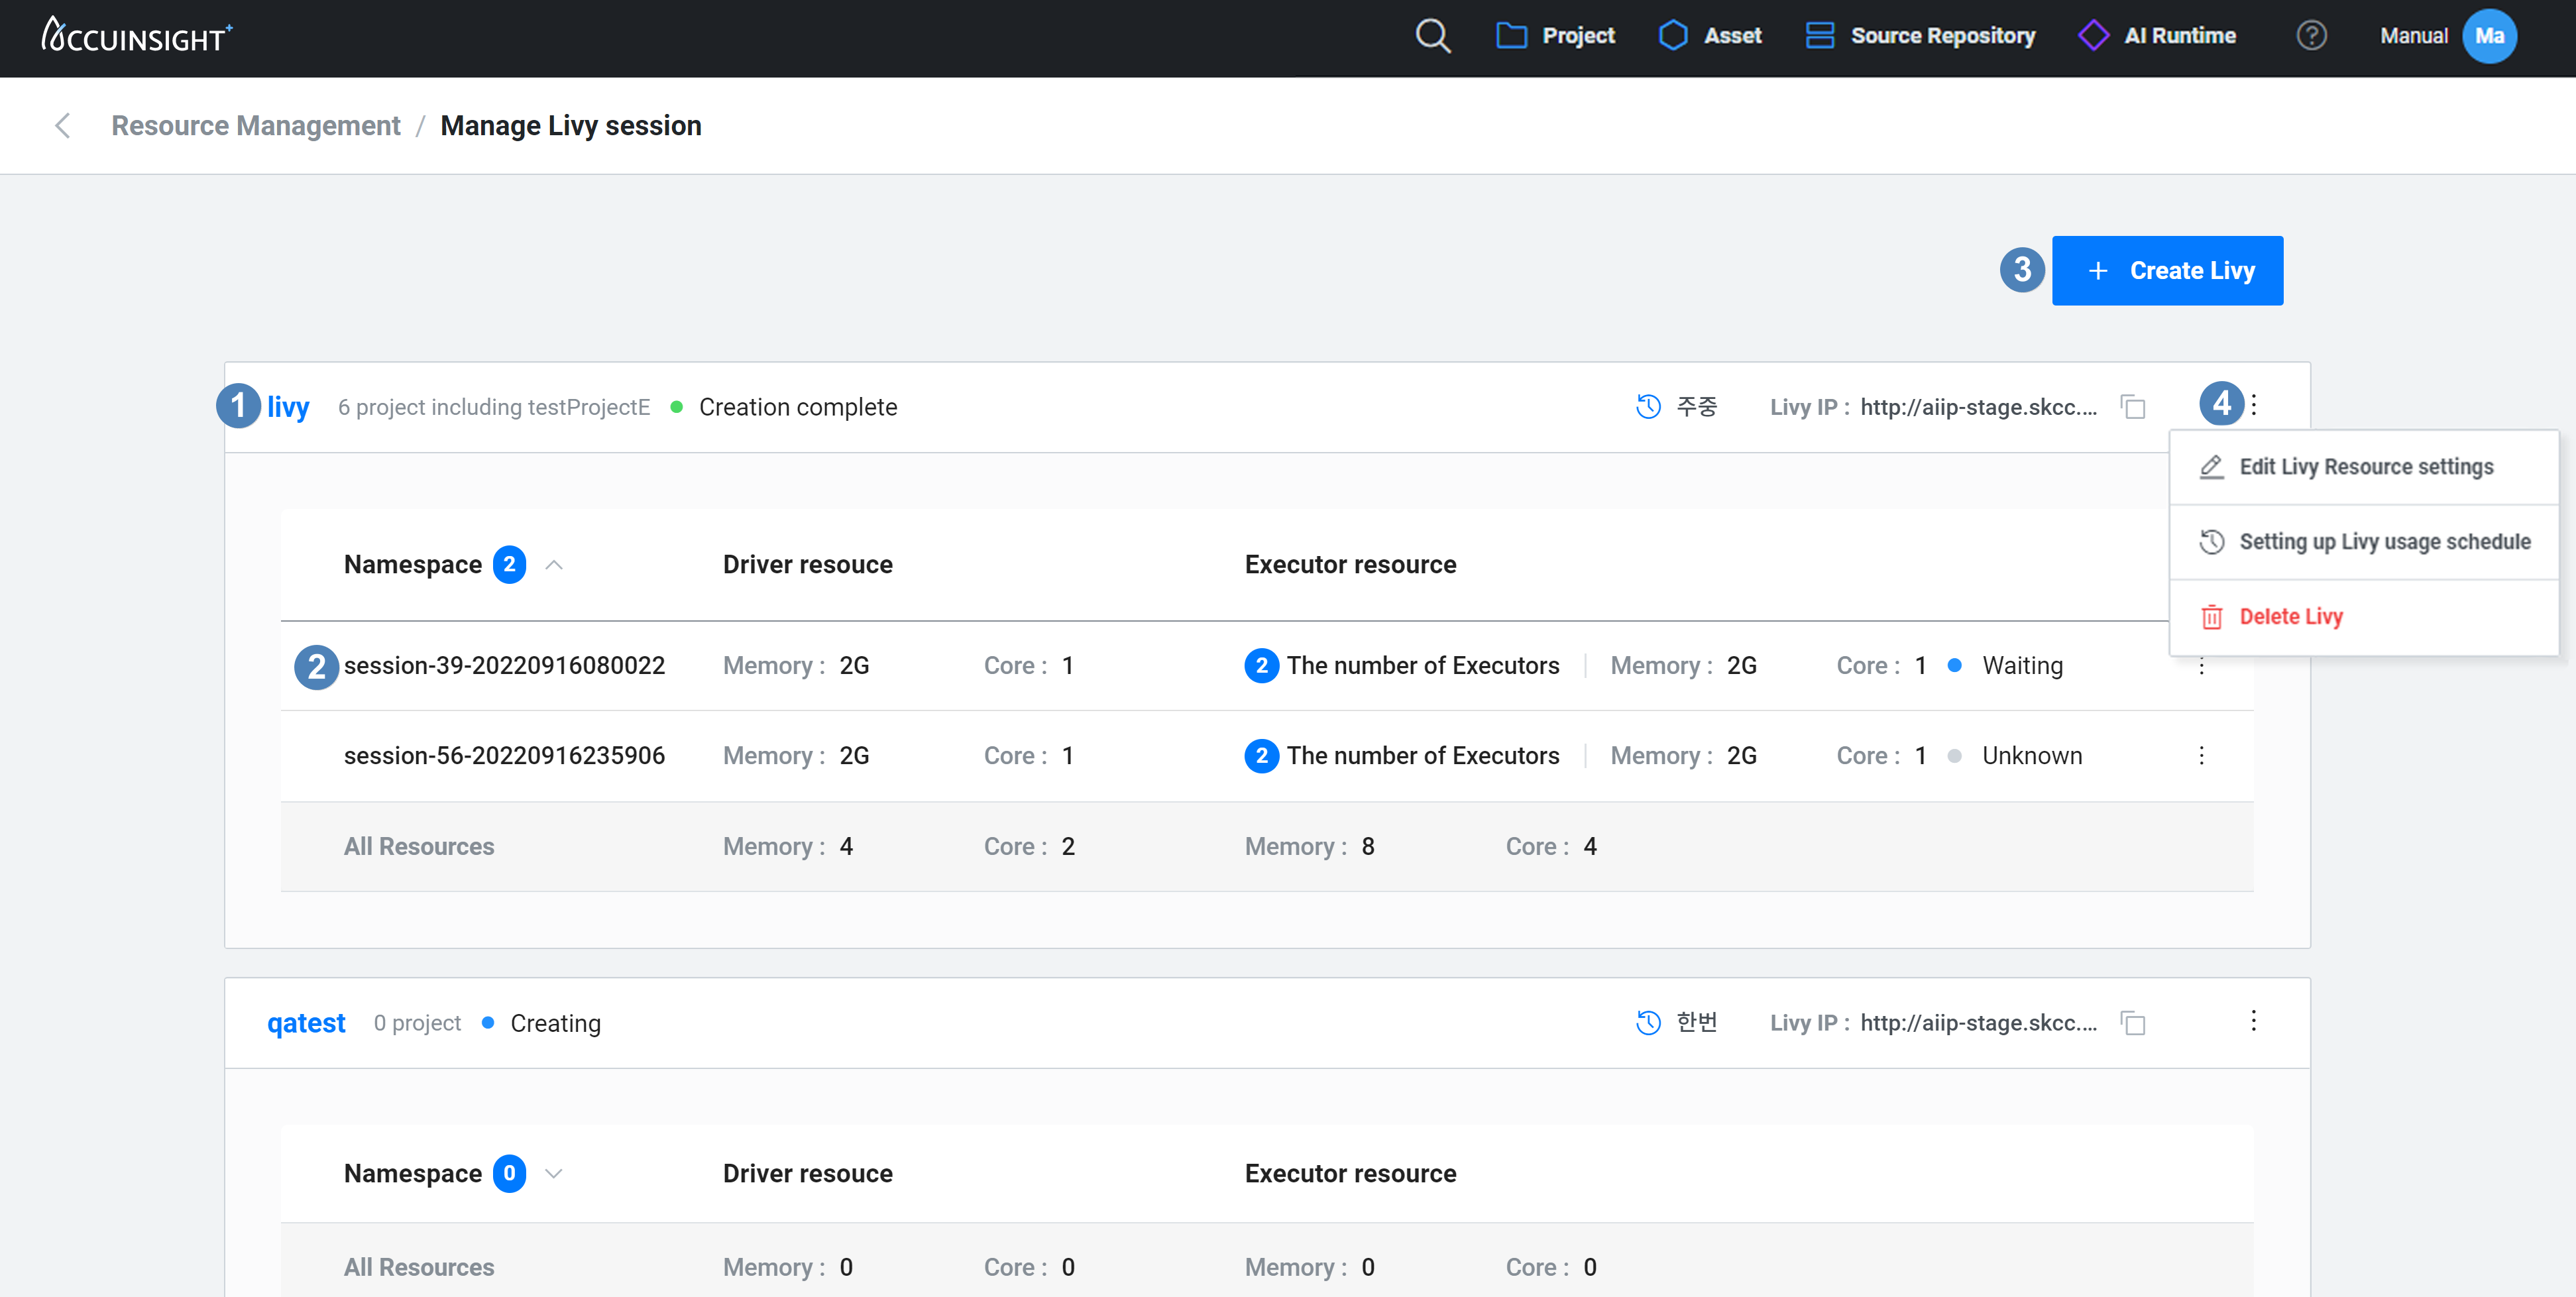 ACCUINSIGHT+
Project
Asset
Source Repository
AI Runtime
?
Manual
Ma
Resource Management / Manage Livy session
3
+ Create Livy
1
livy
6 project including testProjectE
Creation complete
주중
Livy IP : http://aiip-stage.skcc....
4
Edit Livy Resource settings
Setting up Livy usage schedule
Delete Livy
Namespace 2
Driver resouce
Executor resource
2
session-39-20220916080022 Memory : 2G Core : 1 2 The number of Executors Memory : 2G Core : 1 Waiting
session-56-20220916235906 Memory : 2G Core : 1 2 The number of Executors Memory : 2G Core : 1 Unknown
All Resources Memory : 4 Core : 2 Memory : 8 Core : 4
qatest 0 project Creating 한번 Livy IP : http://aiip-stage.skcc....
Namespace 0 Driver resouce Executor resource
All Resources Memory : 0 Core : 0 Memory : 0 Core : 0